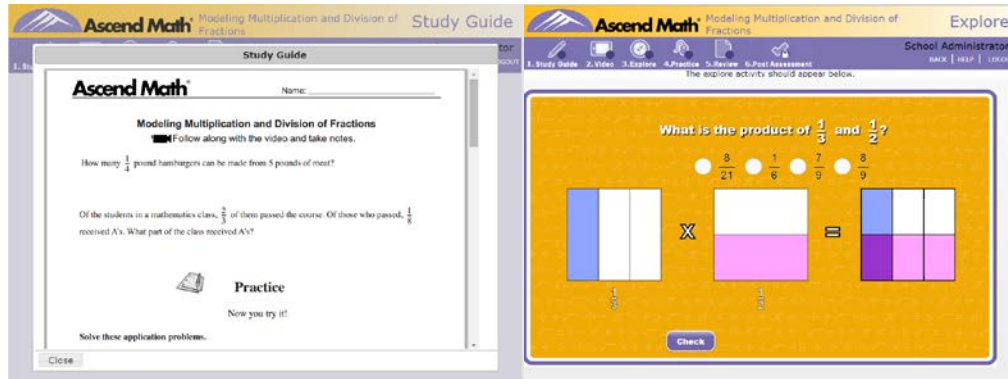 Ascend Math Modeling Multiplication and Division of Fractions Study Guide
Study Guide
Ascend Math Name:
Modeling Multiplication and Division of Fractions
Follow along with the video and take notes.
How many 1/4 pound hamburgers can be made from 5 pounds of meat?
Of the students in a mathematics class, 2/3 of them passed the course. Of those who passed, 1/8
received A's. What part of the class received A's?
Practice
Now you try it!
Solve these application problems.
Close
Ascend Math Modeling Multiplication and Division of Fractions Explore
School Administrator
1.Study Guide 2.Video 3.Explore 4.Practice 5.Review 6.Post Assessment
BACK | HELP | LOGO
The explore activity should appear below.
What is the product of 1/3 and 1/2?
8/21 1/6 7/9 8/9
X =
1/3 1/2
Check